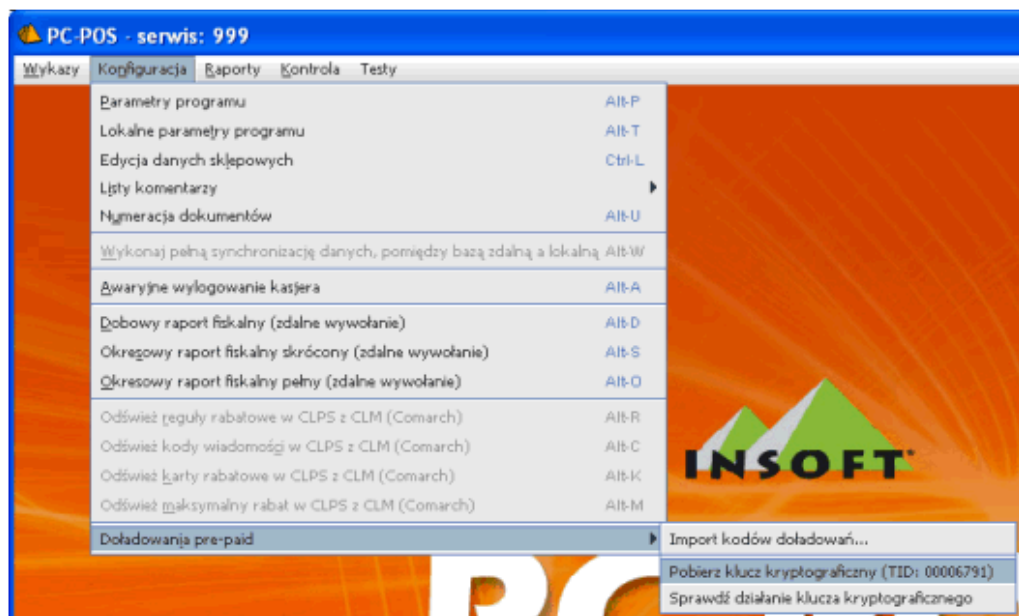 PC-POS - serwis: 999
Wykazy Konfiguracja Raporty Kontrola Testy
Parametry programu Alt-P
Lokalne parametry programu Alt-T
Edycja danych sklepowych Ctrl-L
Listy komentarzy
Numeracja dokumentów Alt-U
Wykonaj pełną synchronizację danych, pomiędzy bazą zdalną a lokalną Alt-W
Awaryjne wylogowanie kasjera Alt-A
Dobowy raport fiskalny (zdalne wywołanie) Alt-D
Okresowy raport fiskalny skrócony (zdalne wywołanie) Alt-S
Okresowy raport fiskalny pełny (zdalne wywołanie) Alt-O
Odśwież reguły rabatowe w CLPS z CLM (Comarch) Alt-R
Odśwież kody wiadomości w CLPS z CLM (Comarch) Alt-C
Odśwież karty rabatowe w CLPS z CLM (Comarch) Alt-K
Odśwież maksymalny rabat w CLPS z CLM (Comarch) Alt-M
INSOFT
Doładowania pre-paid
Import kodów doładowań...
Pobierz klucz kryptograficzny (TID: 00006791)
Sprawdź działanie klucza kryptograficznego